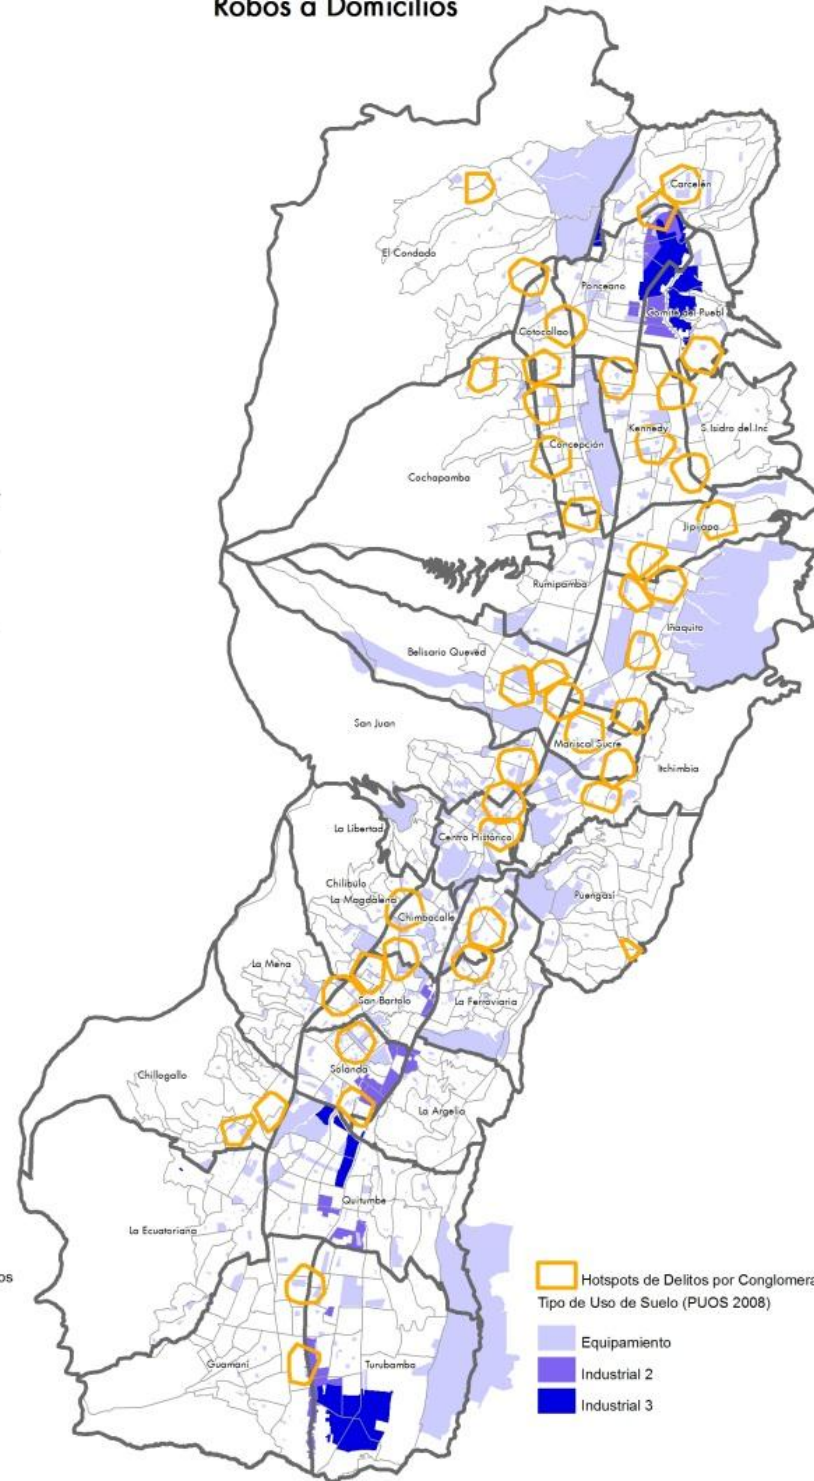 Robos a Domicilios
Carcelén
El Condado
Ponceano
Comité del Puebl
Cotocollao
Kennedy
S.Isidro del Inc
Concepción
Cochapamba
Jipijapa
Rumipamba
Iñaquito
Belisario Queved
San Juan
Mariscal Sucre
Itchimbia
La Libertad
Centro Histórico
Chilibulo
Puengasí
La Magdalena
Chimbacalle
La Mena
San Bartolo
La Ferroviaria
Solanda
Chillogallo
La Argelia
Quitumbe
La Ecuatoriana
os
Hotspots de Delitos por Conglomera
Tipo de Uso de Suelo (PUOS 2008)
Equipamiento
Guamaní
Turubamba
Industrial 2
Industrial 3